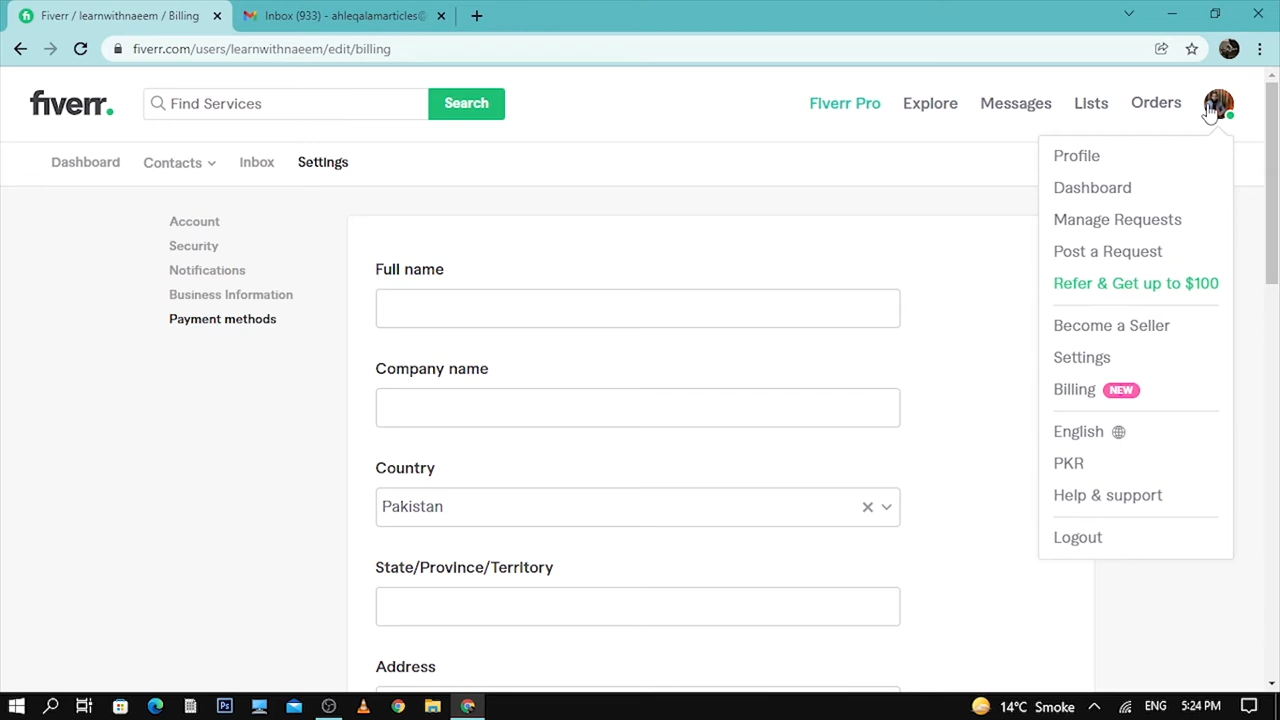 Fiverr / learnwithnaeem / Billing
Inbox (933) - ahleqalamarticles@
fiverr.com/users/learnwithnaeem/edit/billing
fiverr.
Find Services
Search
Fiverr Pro
Explore
Messages
Lists
Orders
Dashboard
Contacts
Inbox
Settings
Profile
Dashboard
Manage Requests
Post a Request
Refer & Get up to $100
Become a Seller
Settings
Billing NEW
English
PKR
Help & support
Logout
Account
Security
Notifications
Business Information
Payment methods
Full name
Company name
Country
Pakistan
State/Province/Territory
Address
Ps
14°C Smoke
ENG
5:24 PM